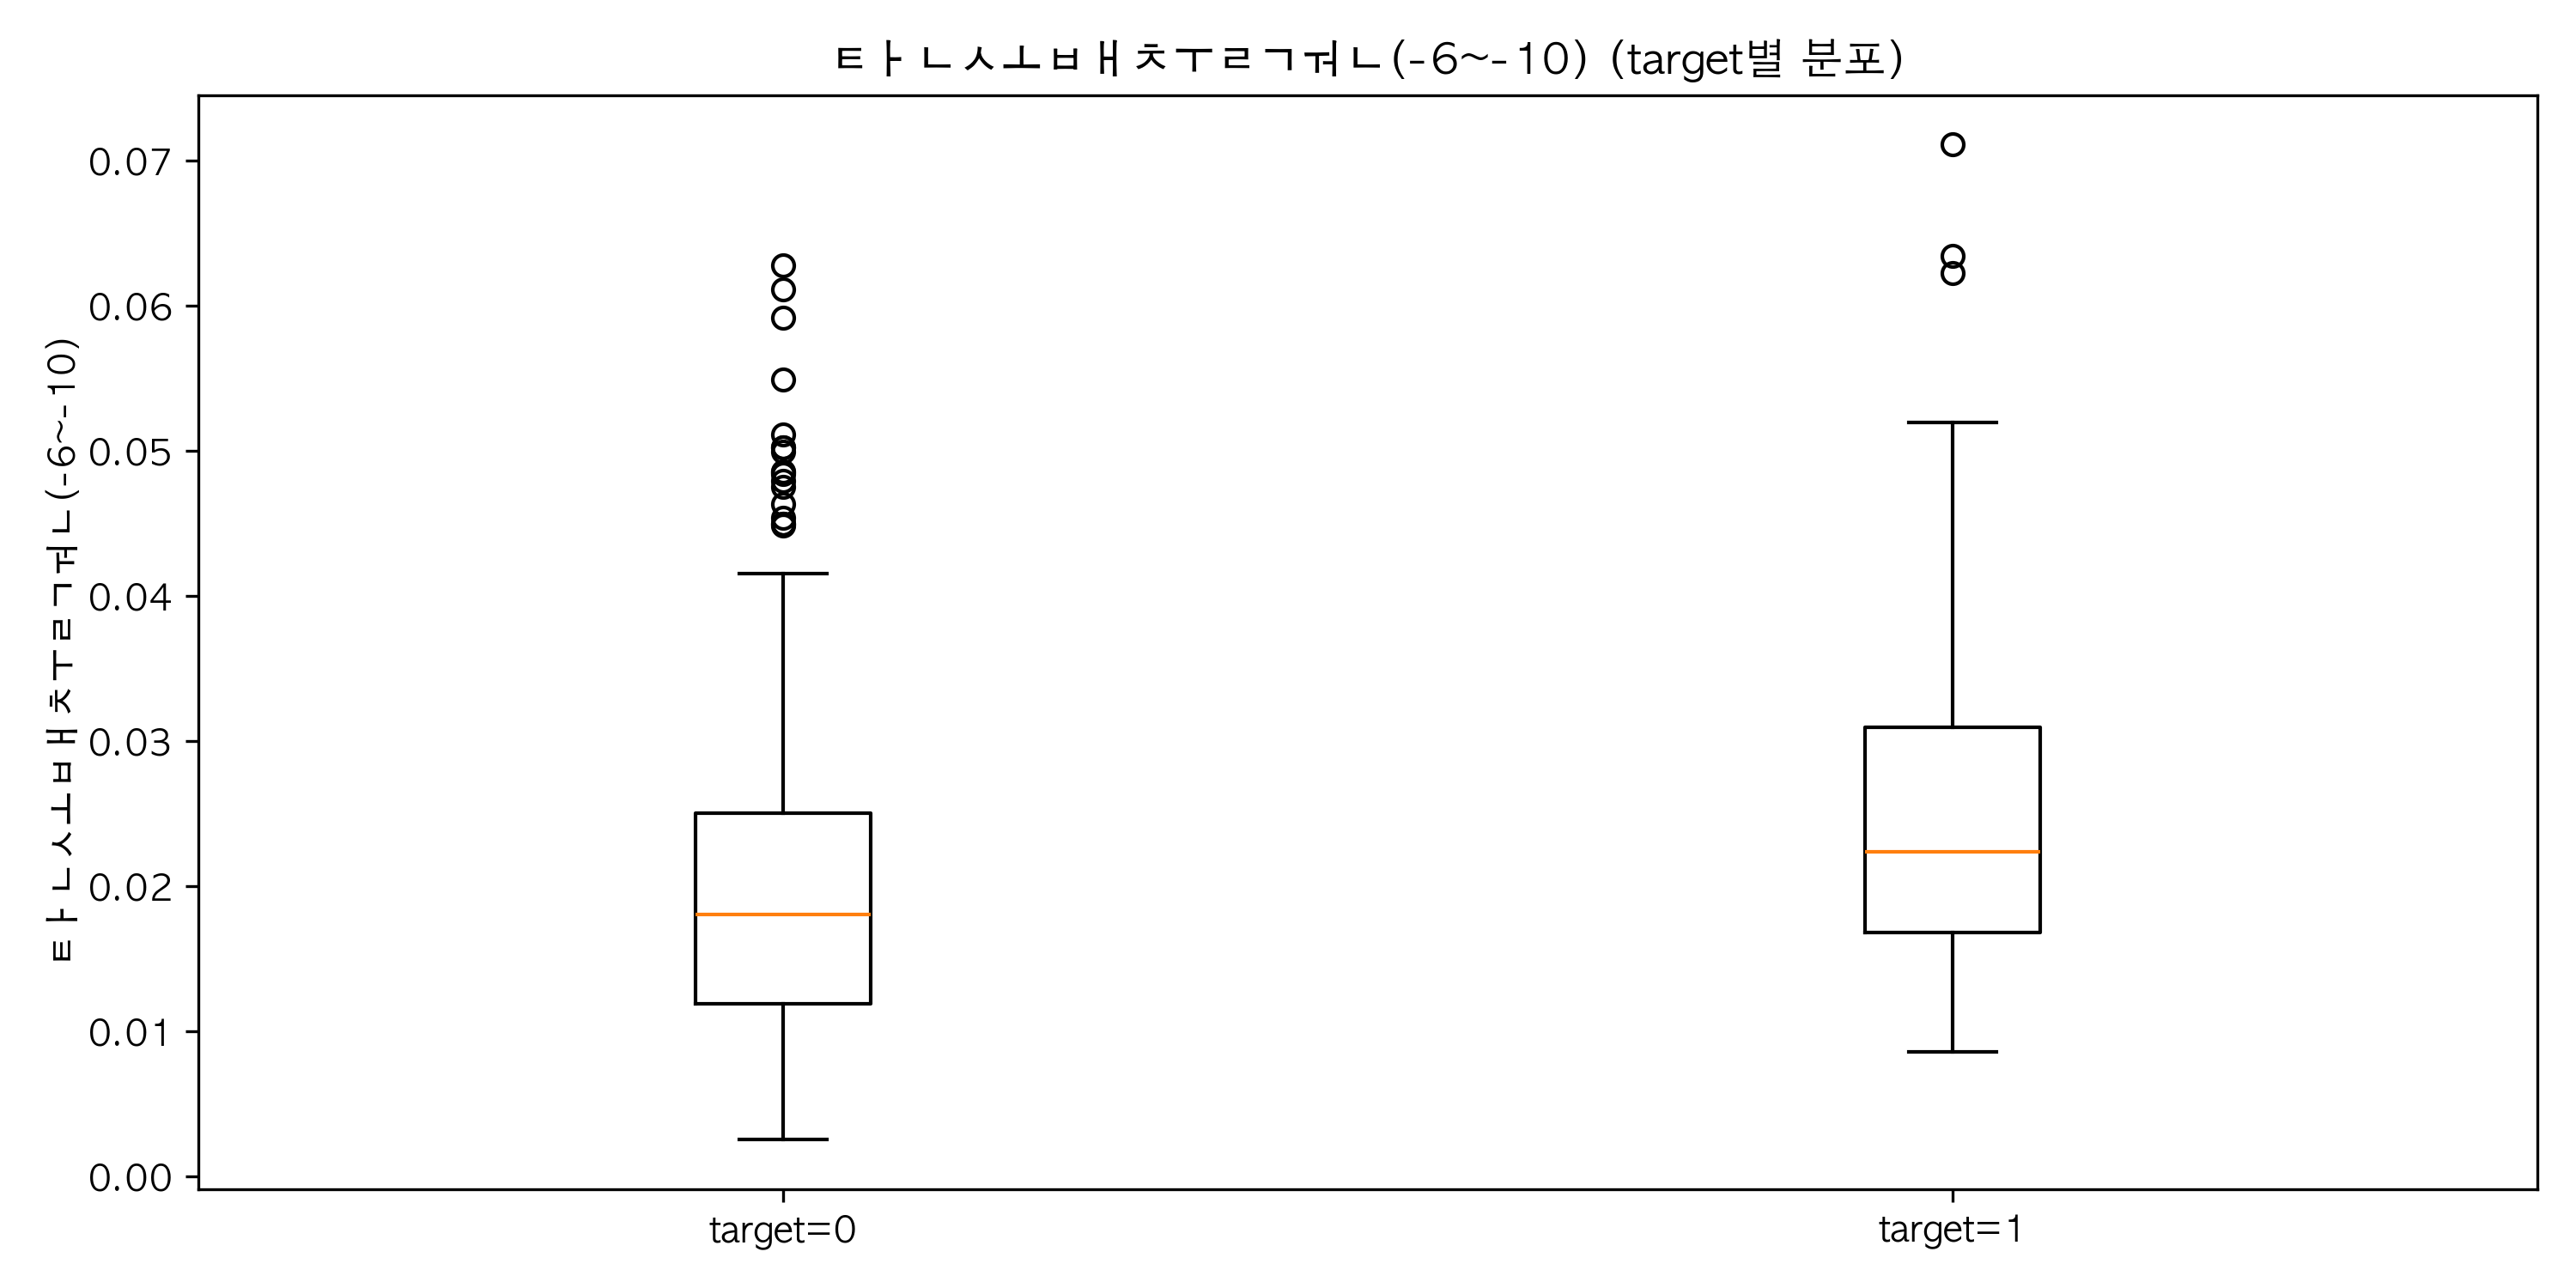 ㅌㅏㄴㅅㅗㅂㅐㅊㅜㄹㄱㅝㄴ(-6~-10) (target별 분포)
ㅌㅏㄴㅅㅗㅂㅐㅊㅜㄹㄱㅝㄴ(-6~-10)
0.07
0.06
0.05
0.04
0.03
0.02
0.01
0.00
target=0
target=1